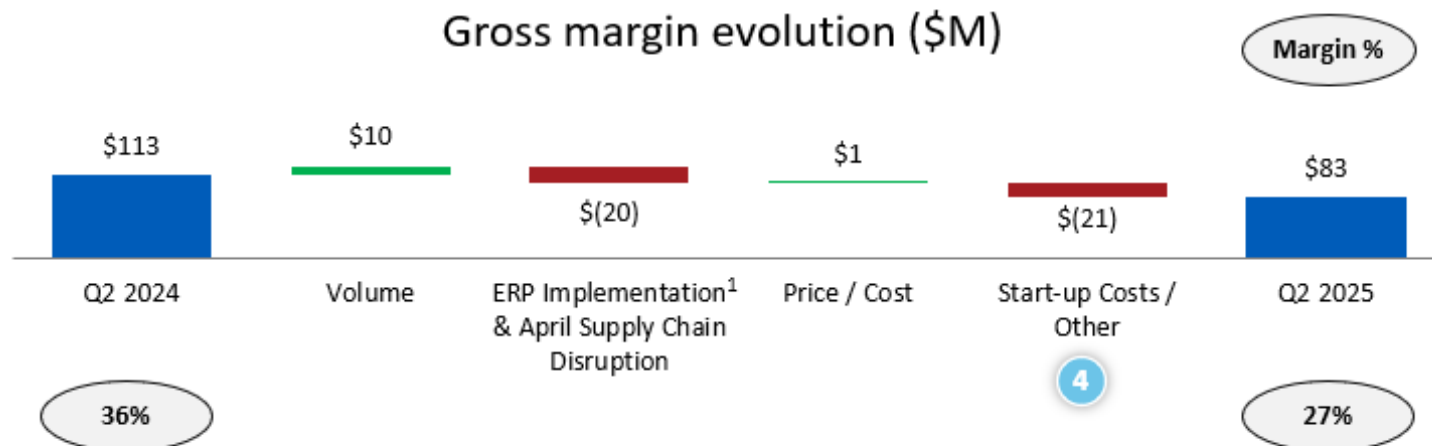 Gross margin evolution ($M)
Margin %
$113
$10
$(20)
$1
$(21)
$83
Q2 2024
Volume
ERP Implementation¹
& April Supply Chain
Disruption
Price / Cost
Start-up Costs /
Other
4
Q2 2025
36%
27%